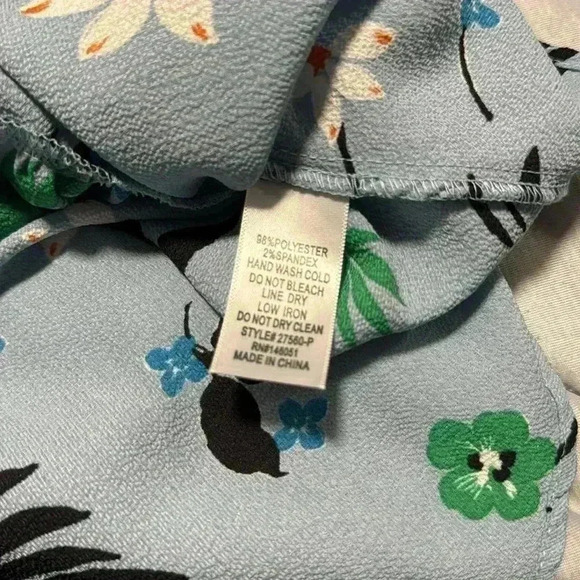 98%POLYESTER
2%SPANDEX
HAND WASH COLD
DO NOT BLEACH
LINE DRY
LOW IRON
DO NOT DRY CLEAN
STYLE# 27560-P
RN#146051
MADE IN CHINA